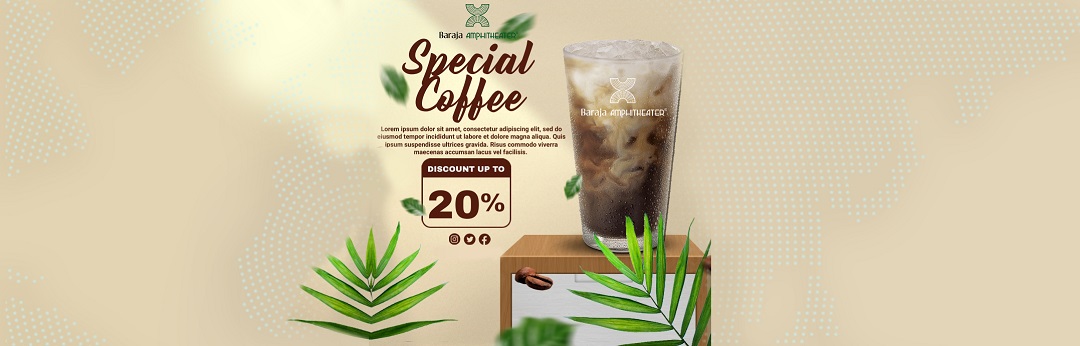 Baraja AMPHITHEATER®
Special
Coffee
Lorem ipsum dolor sit amet, consectetur adipiscing elit, sed do
eiusmod tempor incididunt ut labore et dolore magna aliqua. Quis
ipsum suspendisse ultrices gravida. Risus commodo viverra
maecenas accumsan lacus vel facilisis.
DISCOUNT UP TO
20%
Baraja AMPHITHEATER®